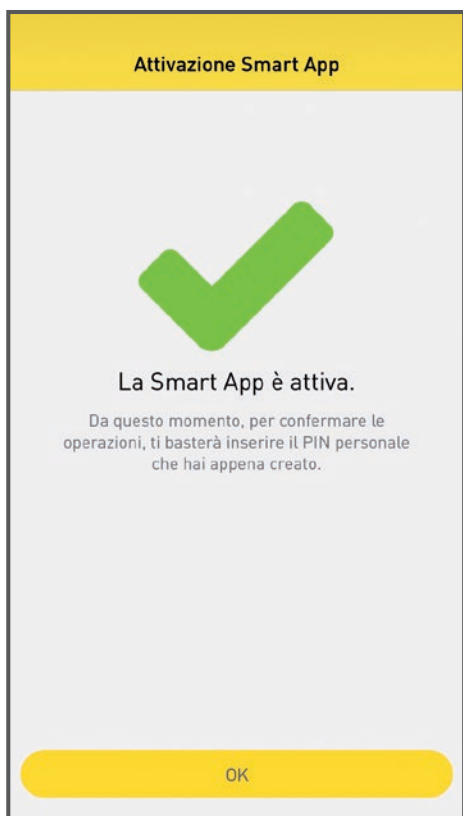 Attivazione Smart App
La Smart App è attiva.
Da questo momento, per confermare le
operazioni, ti basterà inserire il PIN personale
che hai appena creato.
OK